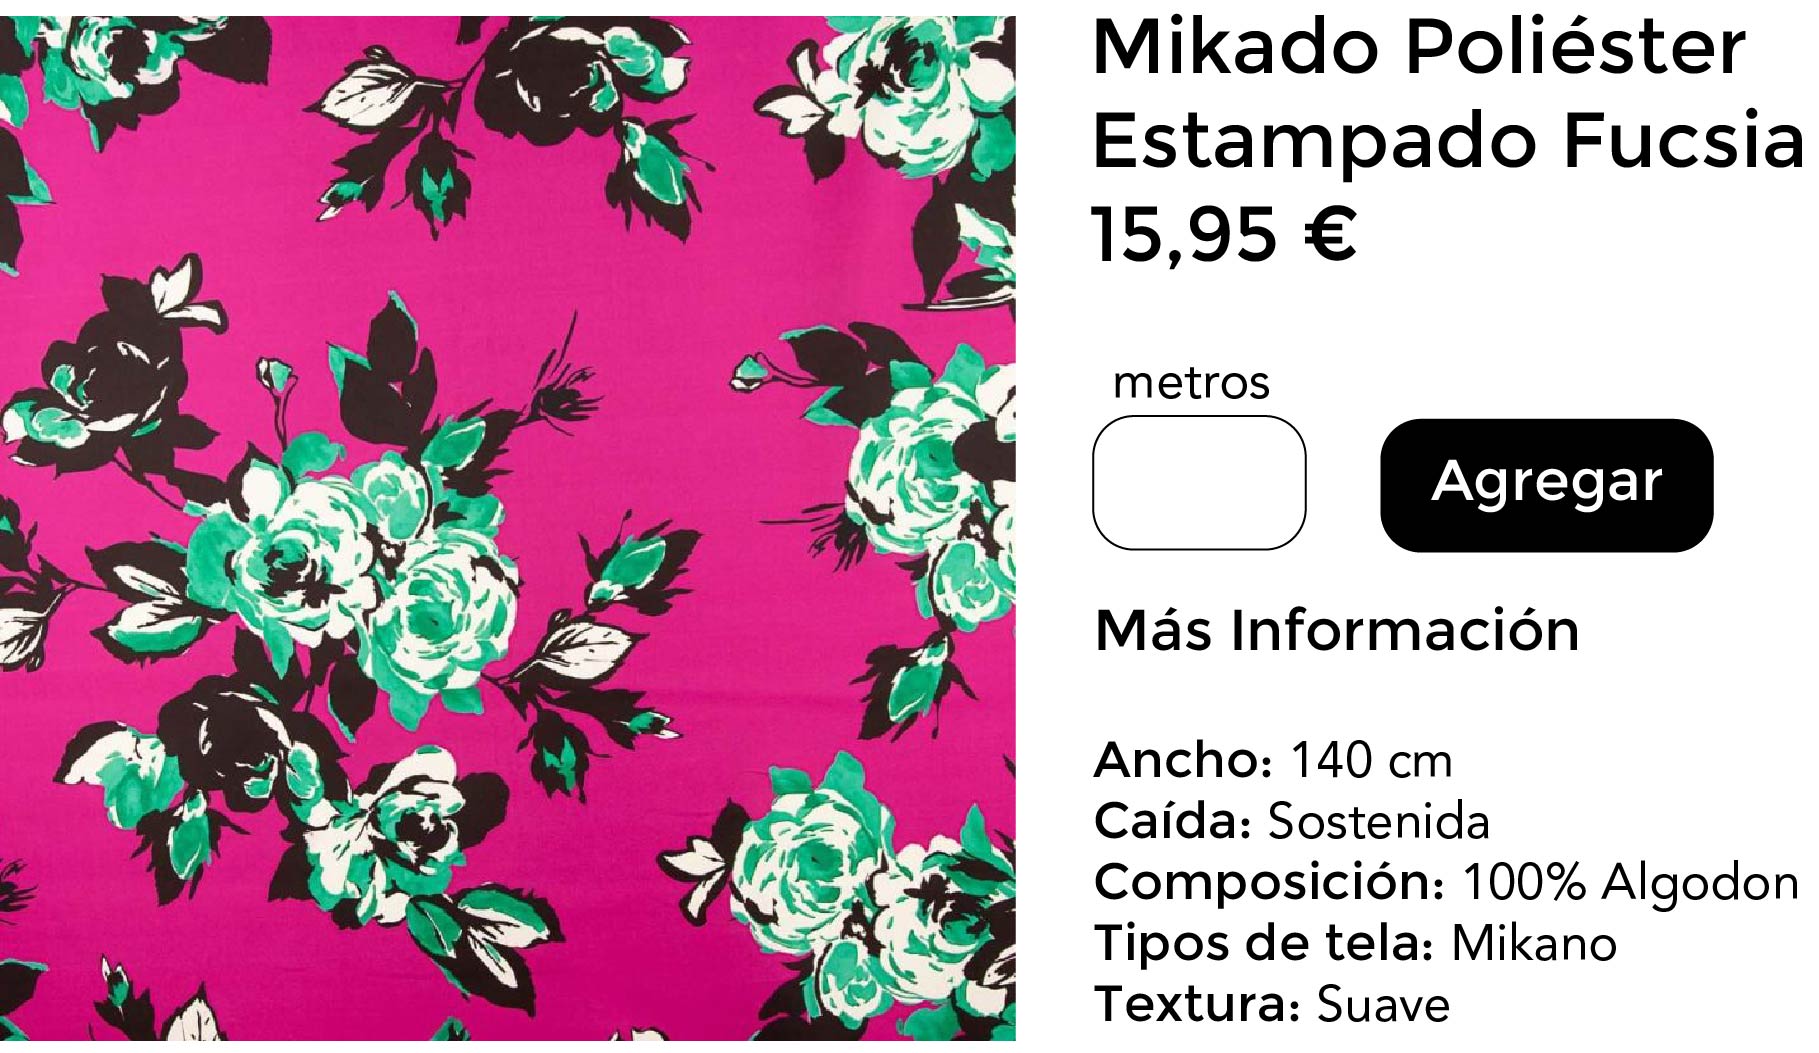 Mikado Poliéster
Estampado Fucsia
15,95 €
metros
Agregar
Más Información
Ancho: 140 cm
Caída: Sostenida
Composición: 100% Algodon
Tipos de tela: Mikano
Textura: Suave